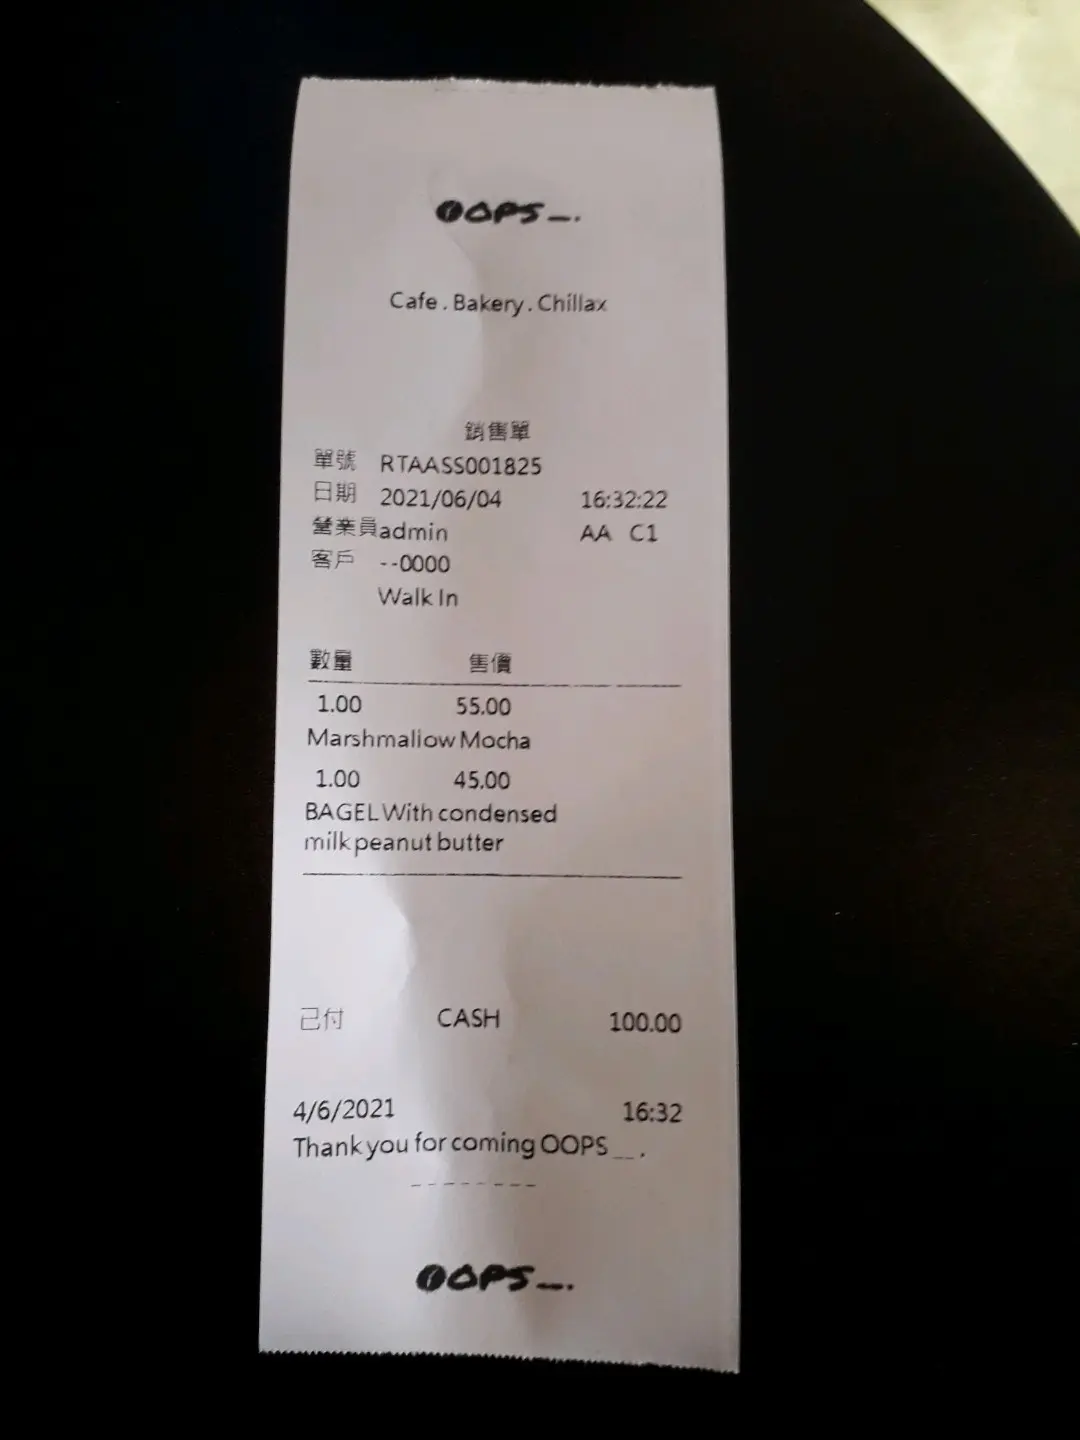 OOPS_.
Cafe . Bakery . Chillax
銷售單
單號 RTAASS001825
日期 2021/06/04 16:32:22
營業員admin AA C1
客戶 --0000
Walk In
數量 售價
1.00 55.00
Marshmallow Mocha
1.00 45.00
BAGEL With condensed
milk peanut butter
已付 CASH 100.00
4/6/2021 16:32
Thank you for coming OOPS__.
--------
OOPS_.